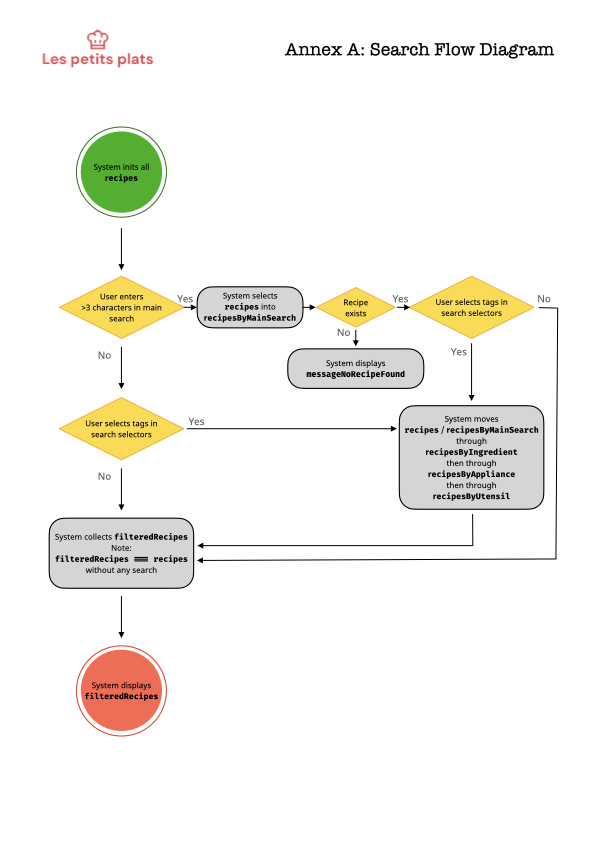 Les petits plats
Annex A: Search Flow Diagram
System inits all
recipes
User enters
>3 characters in main
search
Yes
System selects
recipes into
recipesByMainSearch
Recipe
exists
Yes
User selects tags in
search selectors
No
No
System displays
messageNoRecipeFound
Yes
No
User selects tags in
search selectors
Yes
System moves
recipes / recipesByMainSearch
through
recipesByIngredient
then through
recipesByAppliance
then through
recipesByUtensil
No
System collects filteredRecipes
Note:
filteredRecipes === recipes
without any search
System displays
filteredRecipes